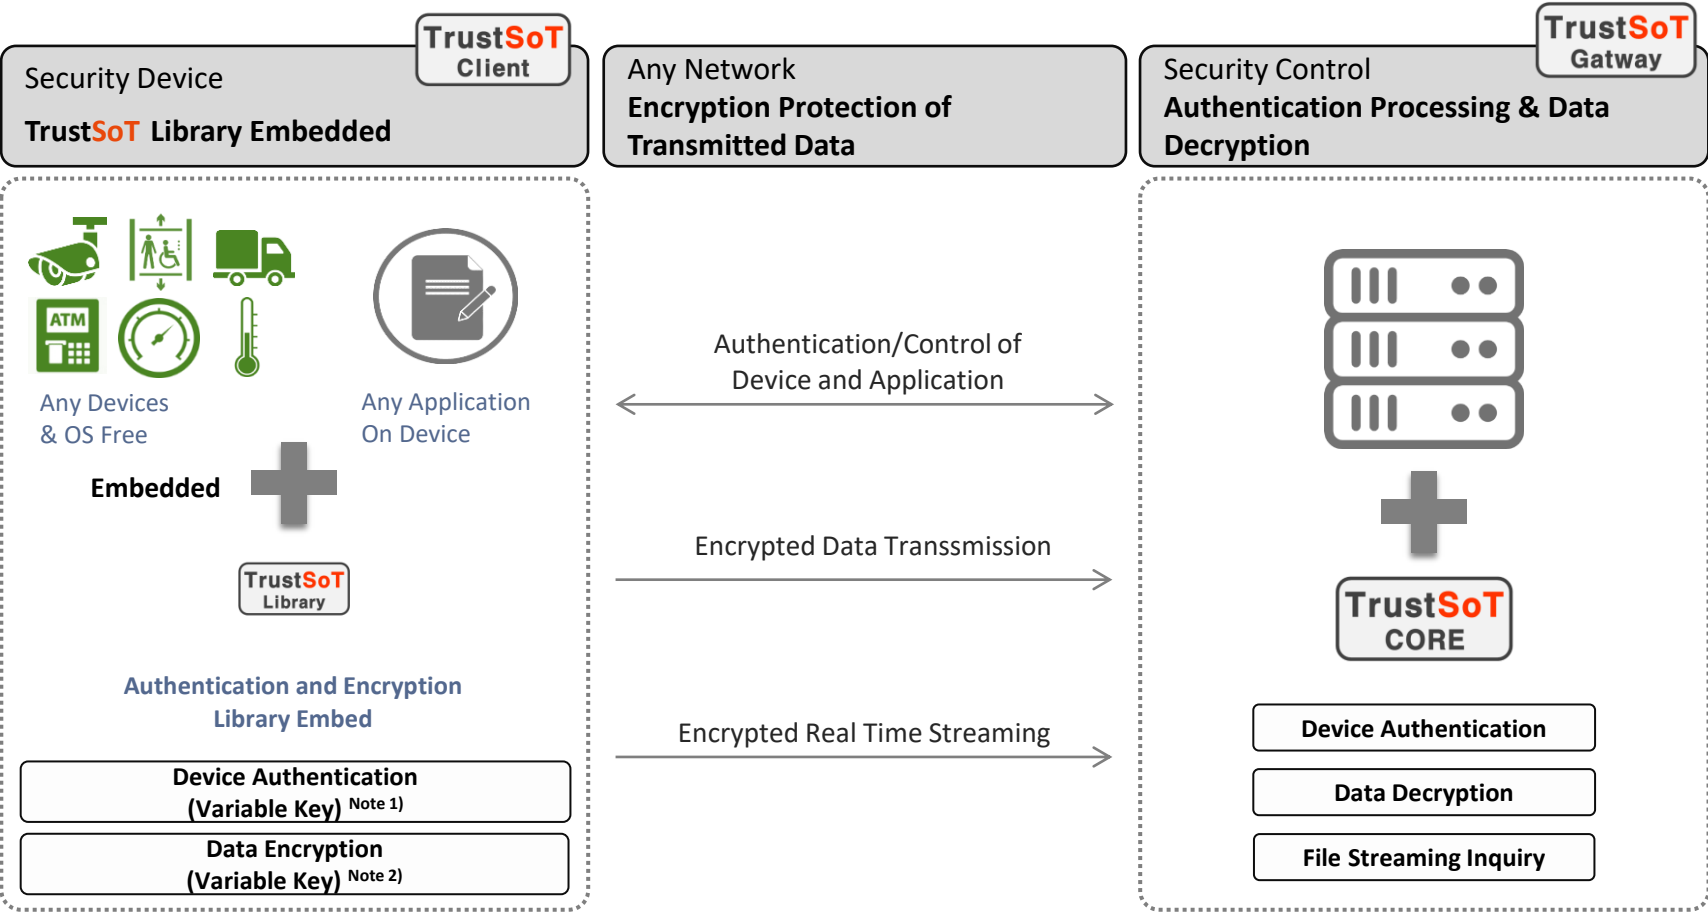 TrustSoT
Client
Security Device
TrustSoT Library Embedded
Any Network
Encryption Protection of
Transmitted Data
TrustSoT
Gatway
Security Control
Authentication Processing & Data
Decryption
ATM
Any Devices
& OS Free
Any Application
On Device
Embedded
TrustSoT
Library
Authentication and Encryption
Library Embed
Device Authentication
(Variable Key) Note 1)
Data Encryption
(Variable Key) Note 2)
Authentication/Control of
Device and Application
Encrypted Data Transsmission
Encrypted Real Time Streaming
TrustSoT
CORE
Device Authentication
Data Decryption
File Streaming Inquiry